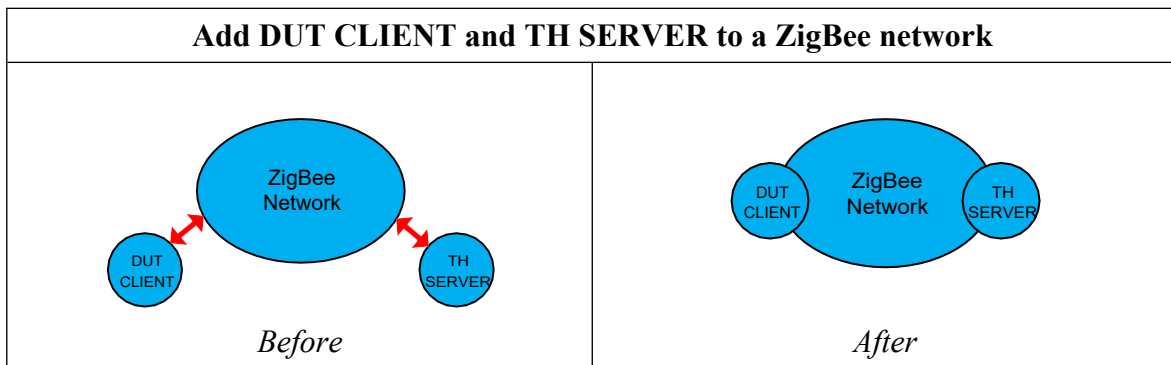 Add DUT CLIENT and TH SERVER to a ZigBee network
ZigBee
Network
DUT
CLIENT
TH
SERVER
Before
DUT
CLIENT
ZigBee
Network
TH
SERVER
After